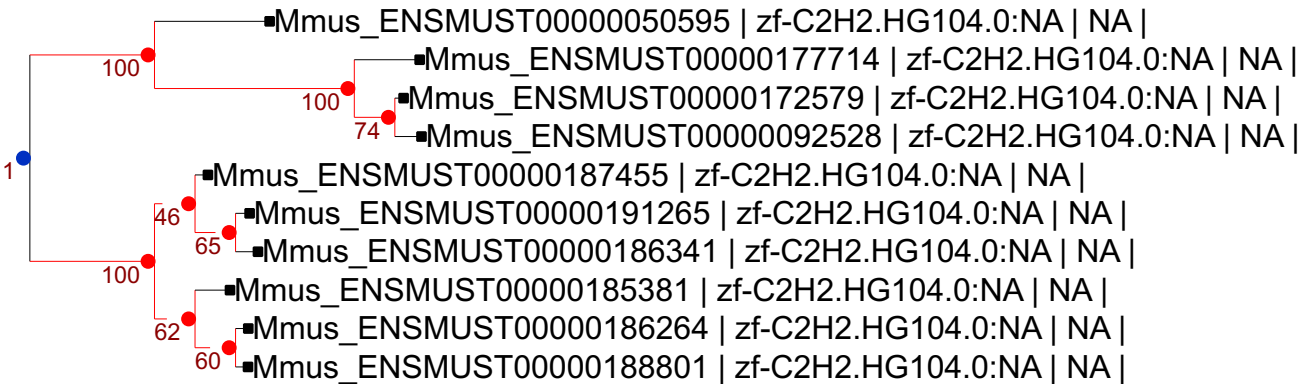 Mmus_ENSMUST00000050595 | zf-C2H2.HG104.0:NA | NA |
100
Mmus_ENSMUST00000177714 | zf-C2H2.HG104.0:NA | NA |
100
Mmus_ENSMUST00000172579 | zf-C2H2.HG104.0:NA | NA |
74
Mmus_ENSMUST00000092528 | zf-C2H2.HG104.0:NA | NA |
1
Mmus_ENSMUST00000187455 | zf-C2H2.HG104.0:NA | NA |
46
Mmus_ENSMUST00000191265 | zf-C2H2.HG104.0:NA | NA |
65
Mmus_ENSMUST00000186341 | zf-C2H2.HG104.0:NA | NA |
100
Mmus_ENSMUST00000185381 | zf-C2H2.HG104.0:NA | NA |
62
Mmus_ENSMUST00000186264 | zf-C2H2.HG104.0:NA | NA |
60
Mmus_ENSMUST00000188801 | zf-C2H2.HG104.0:NA | NA |